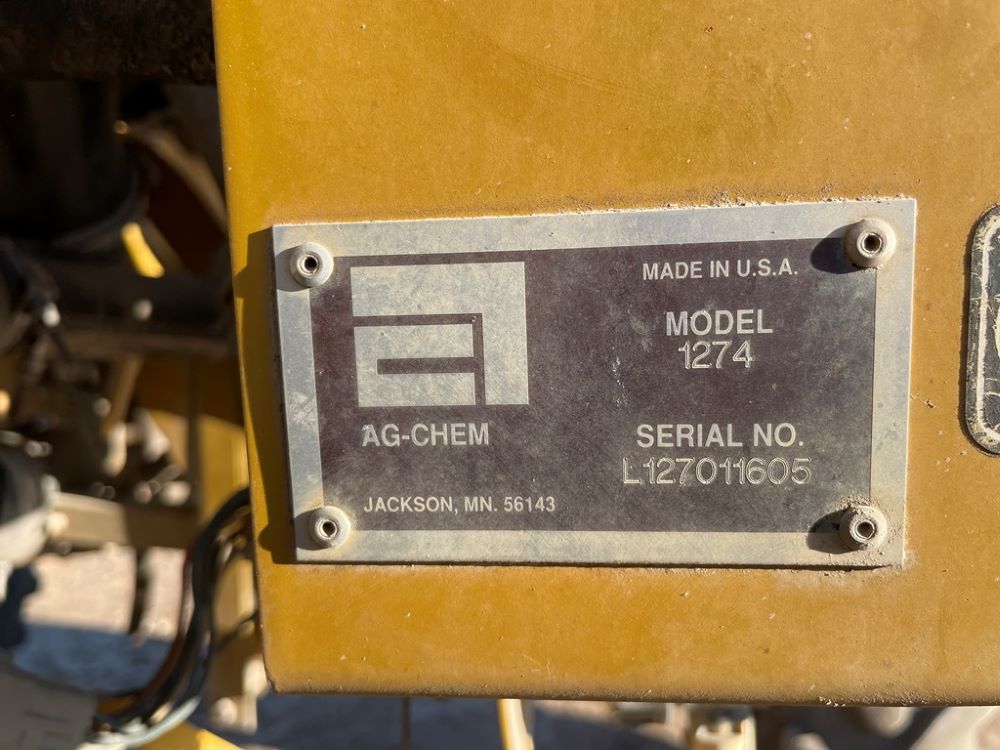 MADE IN U.S.A.
MODEL
1274
AG-CHEM
SERIAL NO.
L127011605
JACKSON, MN. 56143